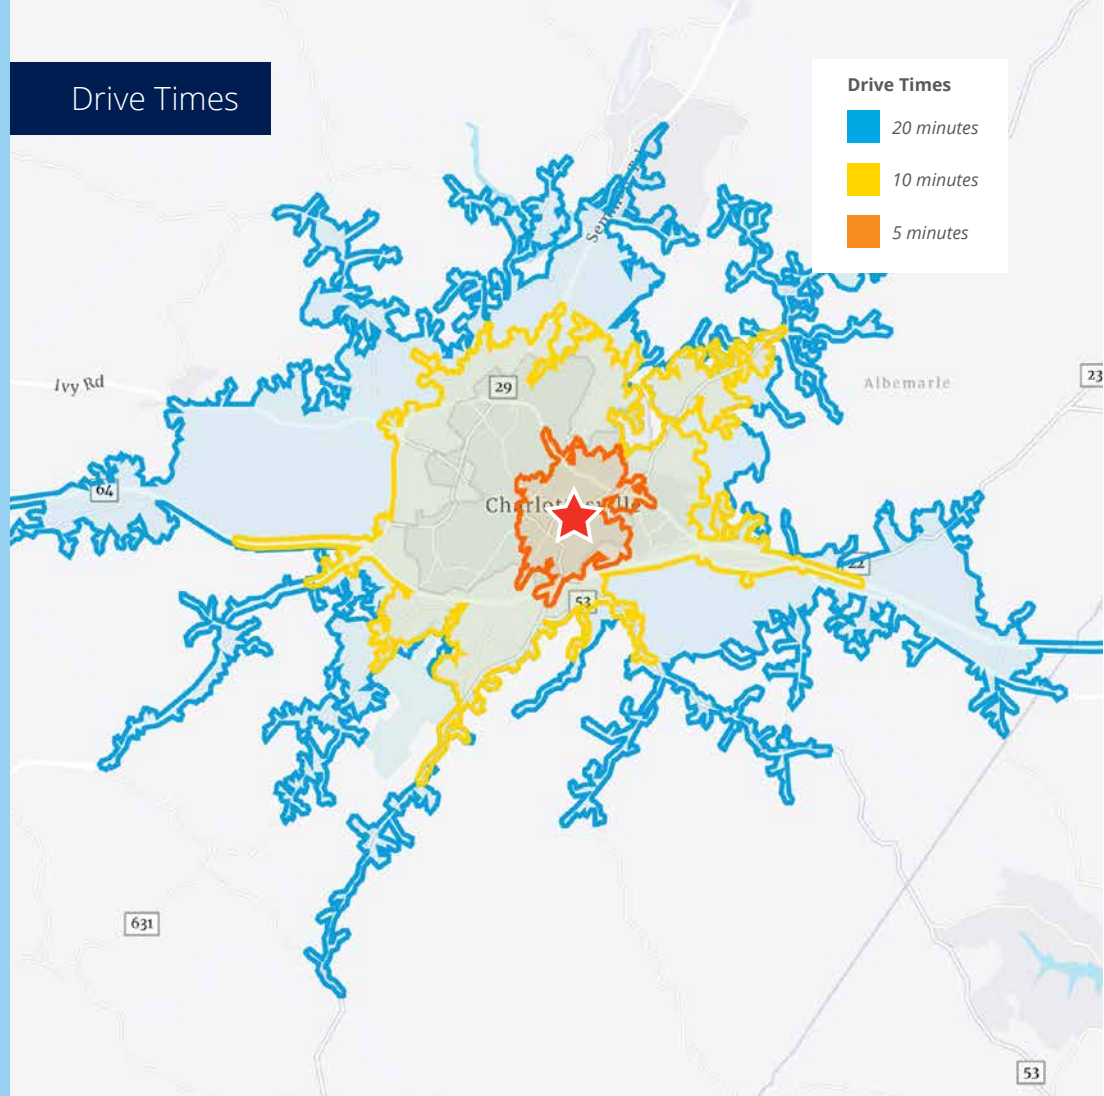 Drive Times
Drive Times
20 minutes
10 minutes
5 minutes
29
Ivy Rd
Albemarle
23
64
Charlottesville
22
53
631
53